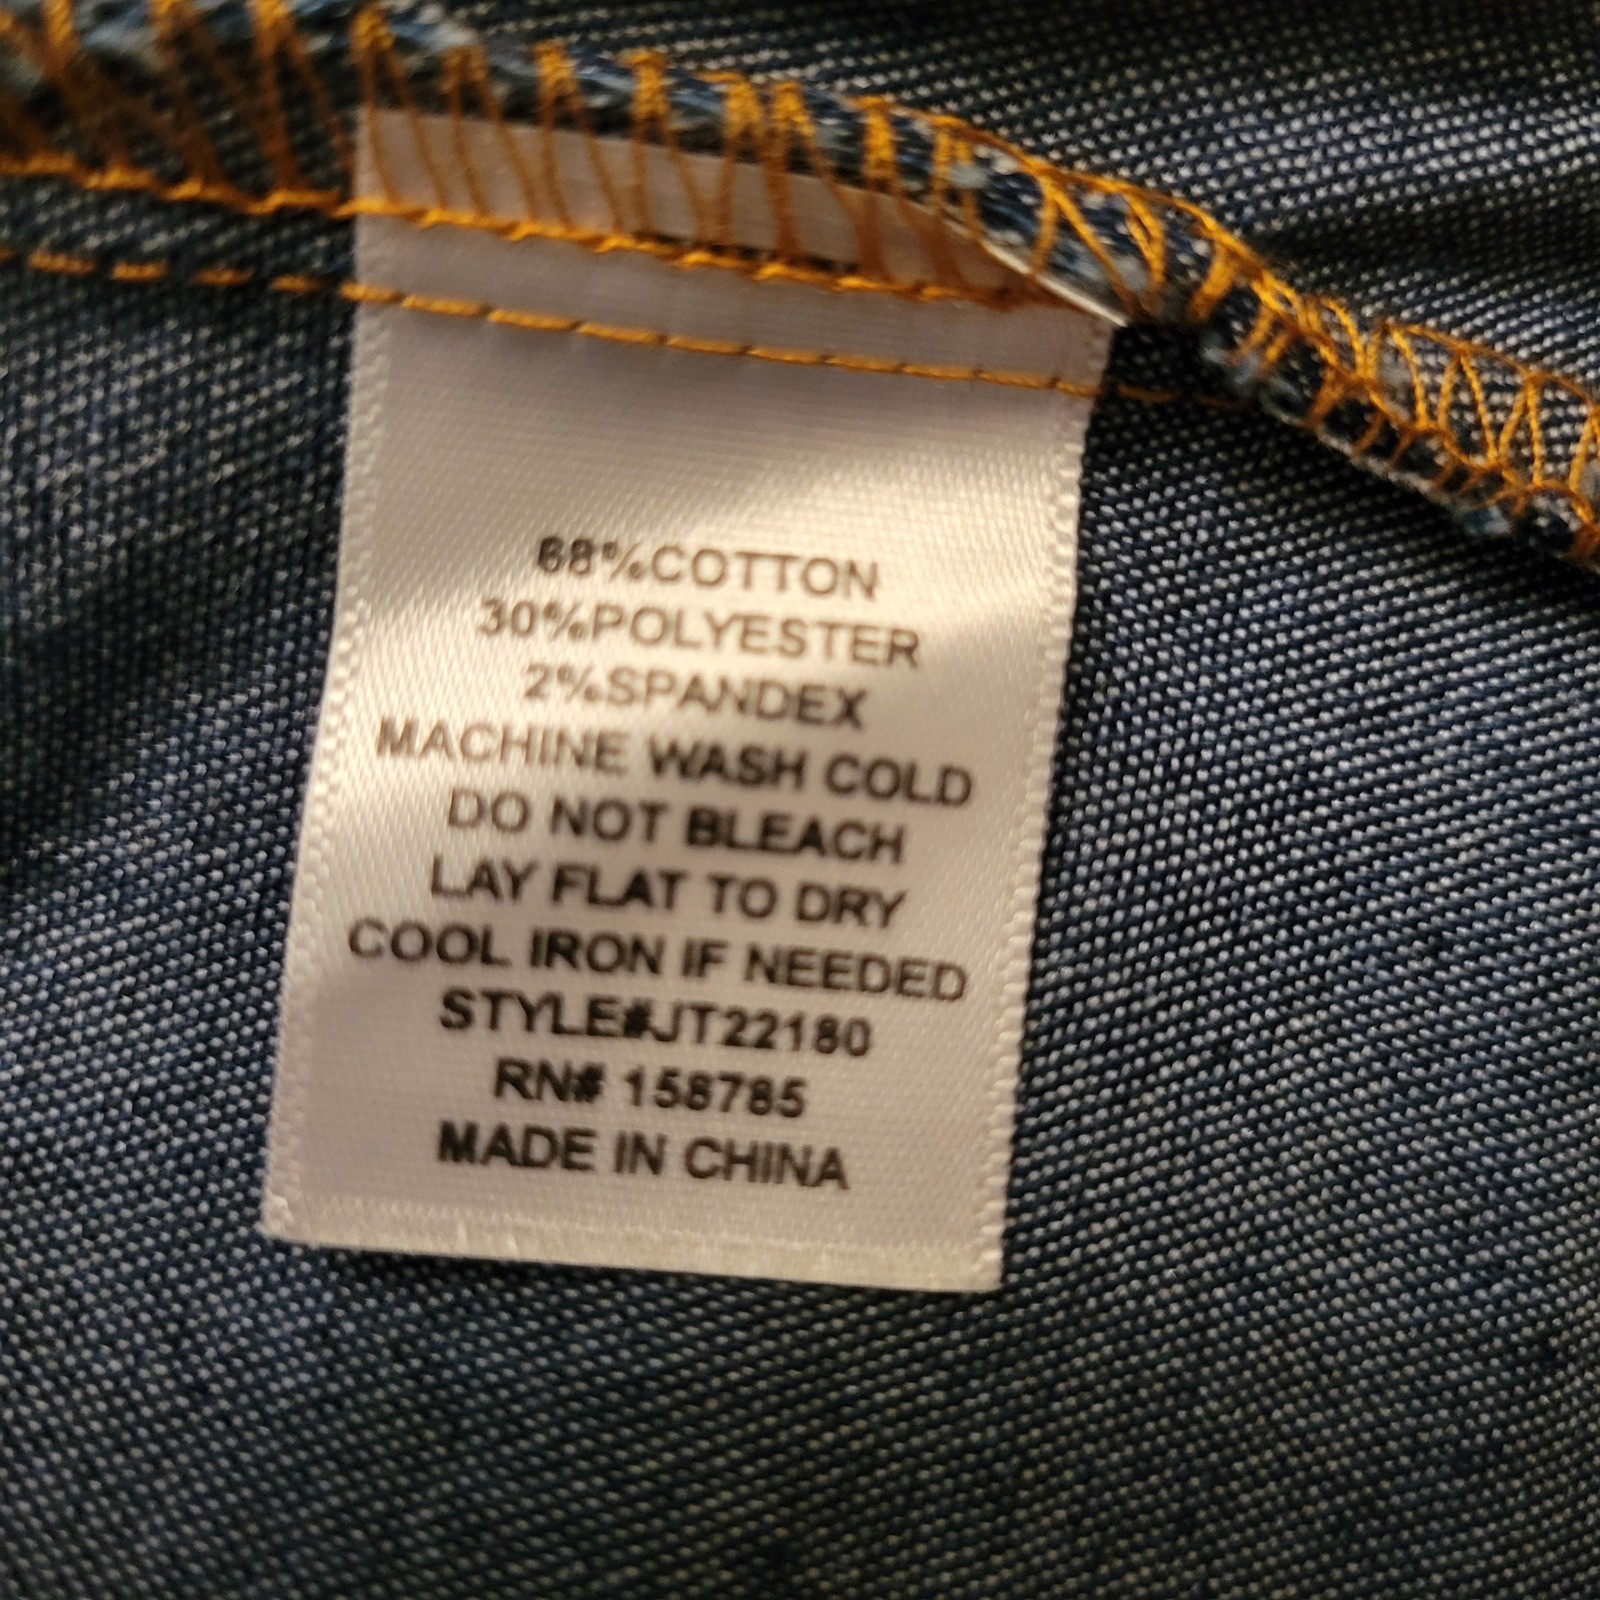 68%COTTON
30%POLYESTER
2%SPANDEX
MACHINE WASH COLD
DO NOT BLEACH
LAY FLAT TO DRY
COOL IRON IF NEEDED
STYLE#JT22180
RN# 158785
MADE IN CHINA